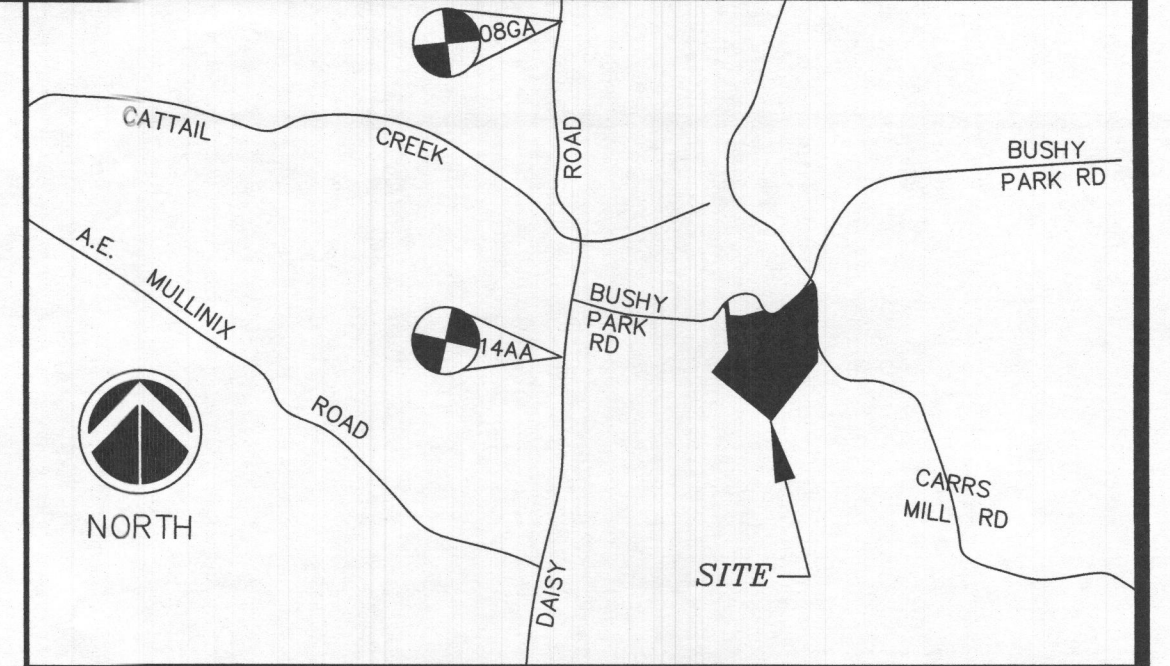 08GA
CATTAIL
CREEK
ROAD
BUSHY
PARK RD
A.E.
MULLINIX
ROAD
BUSHY
PARK
RD
14AA
NORTH
CARRS
MILL RD
SITE
DAISY